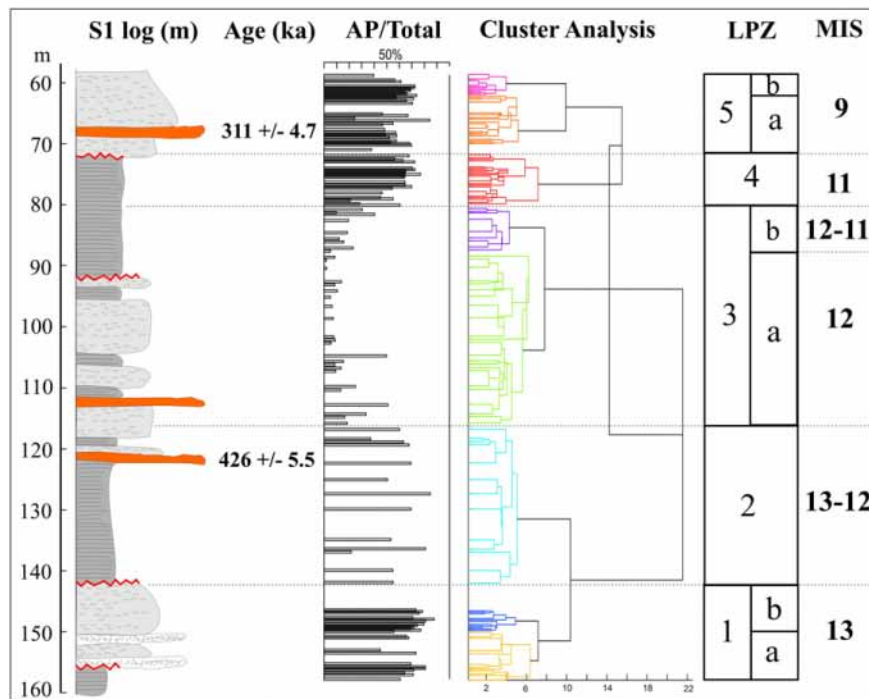 S1 log (m) Age (ka) AP/Total Cluster Analysis LPZ MIS
m 50%
60
b
5 a 9
311 +/- 4.7
70
4 11
80
b 12-11
90
3 12
100
a
110
120
426 +/- 5.5
2 13-12
130
140
b
1 13
150
a
160
2 6 10 14 18 22